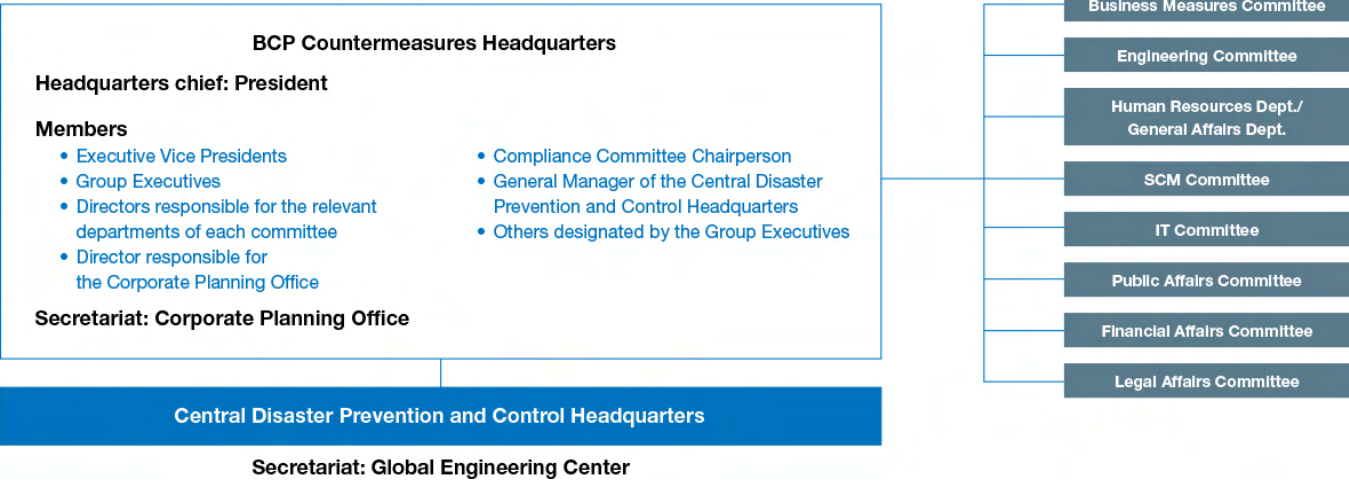 BCP Countermeasures Headquarters
Headquarters chief: President
Members
• Executive Vice Presidents
• Group Executives
• Directors responsible for the relevant
departments of each committee
• Director responsible for
the Corporate Planning Office
• Compliance Committee Chairperson
• General Manager of the Central Disaster
Prevention and Control Headquarters
• Others designated by the Group Executives
Secretariat: Corporate Planning Office
Central Disaster Prevention and Control Headquarters
Secretariat: Global Engineering Center
Business Measures Committee
Engineering Committee
Human Resources Dept./
General Affairs Dept.
SCM Committee
IT Committee
Public Affairs Committee
Financial Affairs Committee
Legal Affairs Committee